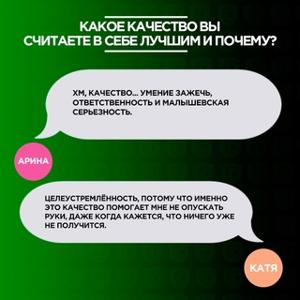 КАКОЕ КАЧЕСТВО ВЫ
СЧИТАЕТЕ В СЕБЕ ЛУЧШИМ И ПОЧЕМУ?
ХМ, КАЧЕСТВО... УМЕНИЕ ЗАЖЕЧЬ,
ОТВЕТСТВЕННОСТЬ И МАЛЫШЕВСКАЯ
СЕРЬЕЗНОСТЬ.
АРИНА
ЦЕЛЕУСТРЕМЛЁННОСТЬ, ПОТОМУ ЧТО ИМЕННО
ЭТО КАЧЕСТВО ПОМОГАЕТ МНЕ НЕ ОПУСКАТЬ
РУКИ, ДАЖЕ КОГДА КАЖЕТСЯ, ЧТО НИЧЕГО УЖЕ
НЕ ПОЛУЧИТСЯ.
КАТЯ